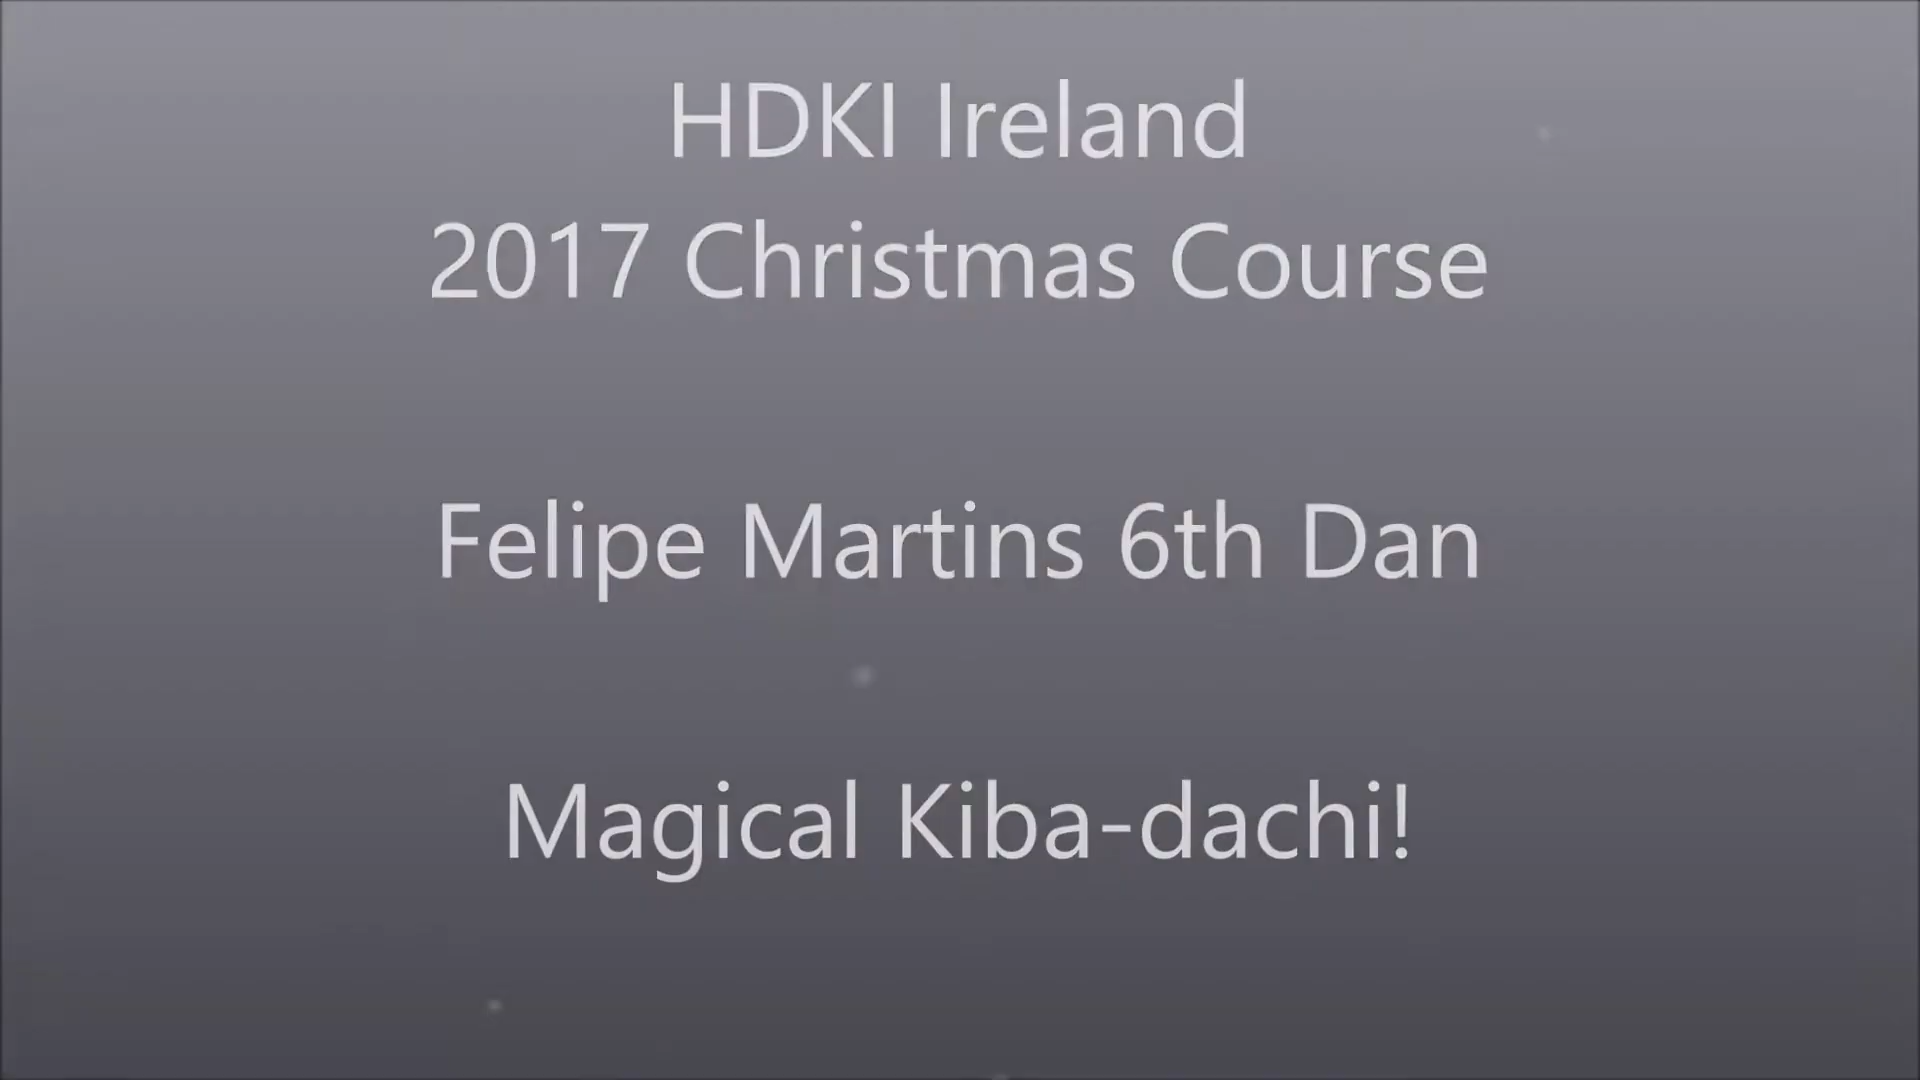 HDKI Ireland
2017 Christmas Course
Felipe Martins 6th Dan
Magical Kiba-dachi!